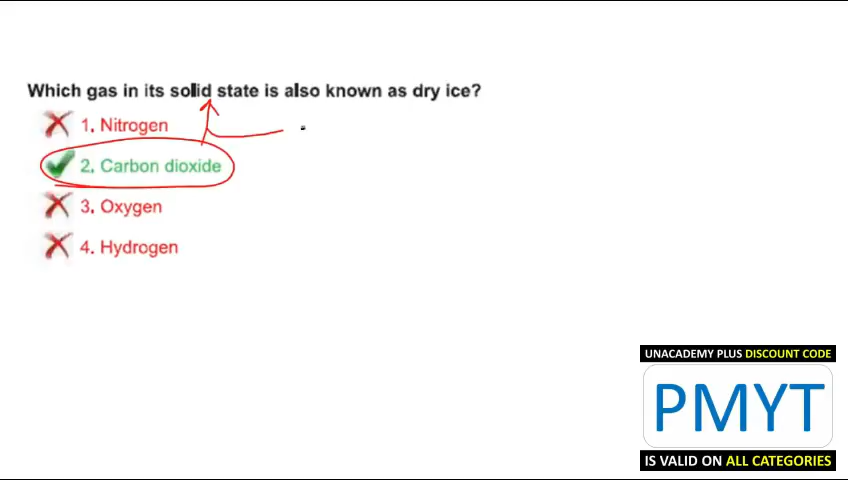 Which gas in its solid state is also known as dry ice?
1. Nitrogen
2. Carbon dioxide
3. Oxygen
4. Hydrogen
UNACADEMY PLUS DISCOUNT CODE
PMYT
IS VALID ON ALL CATEGORIES